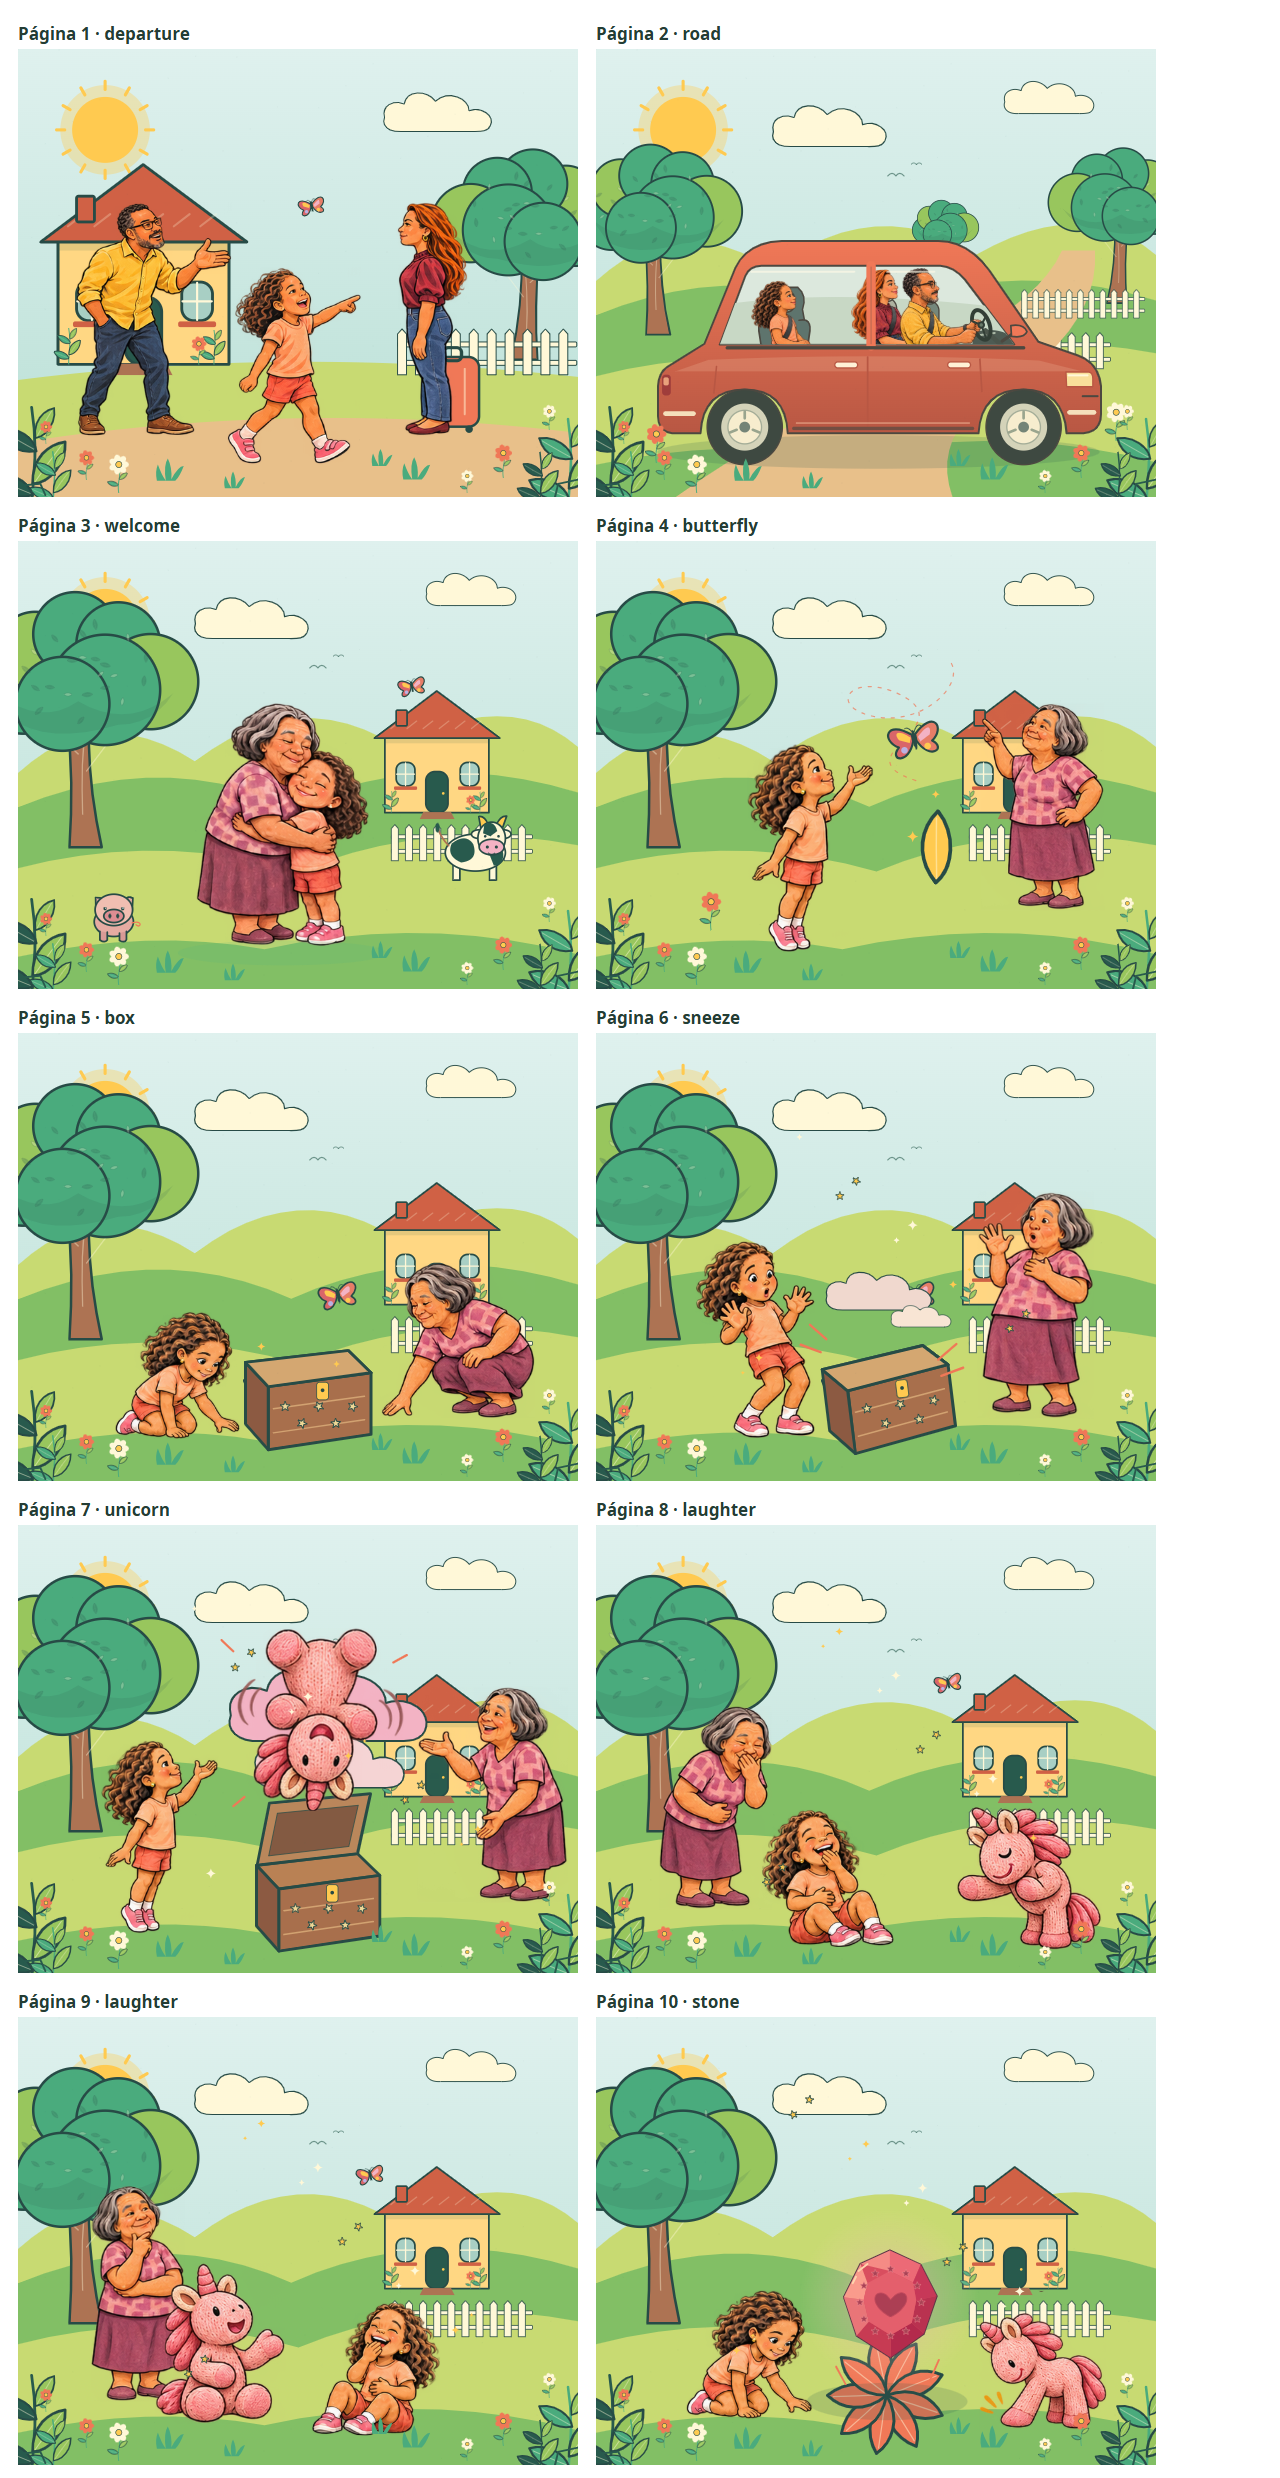 Página 1 · departure
Página 2 · road
Página 3 · welcome
Página 4 · butterfly
Página 5 · box
Página 6 · sneeze
Página 7 · unicorn
Página 8 · laughter
Página 9 · laughter
Página 10 · stone